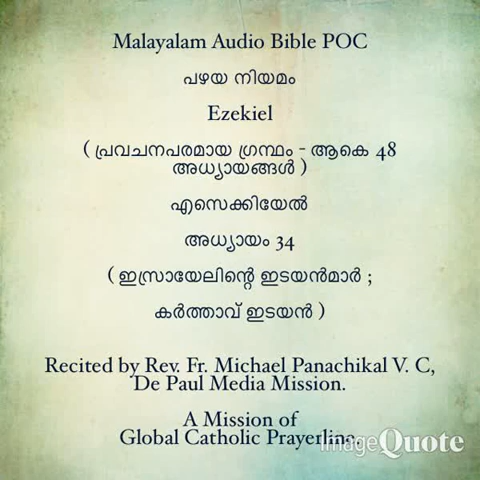 Malayalam Audio Bible POC
പഴയ നിയമം
Ezekiel
( പ്രവചനപരമായ ഗ്രന്ഥം - ആകെ 48
അധ്യായങ്ങൾ )
എസെക്കിയേൽ
അധ്യായം 34
( ഇസ്രായേലിന്റെ ഇടയൻമാർ ;
കർത്താവ് ഇടയൻ )
Recited by Rev. Fr. Michael Panachikal V. C,
De Paul Media Mission.
A Mission of
Global Catholic Prayerline
ImageQuote